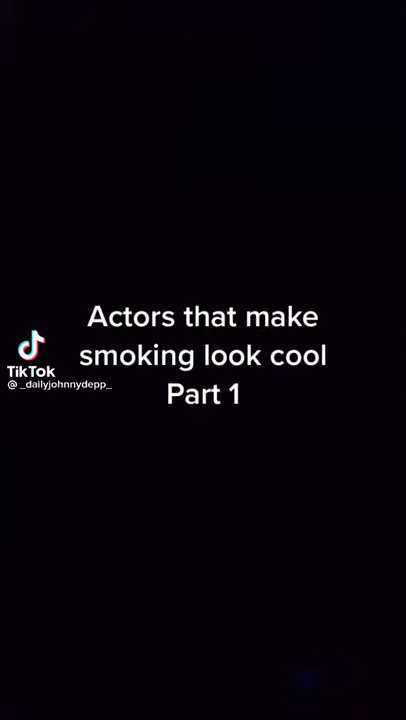 Actors that make
smoking look cool
Part 1
TikTok
@ _dailyjohnnydepp_